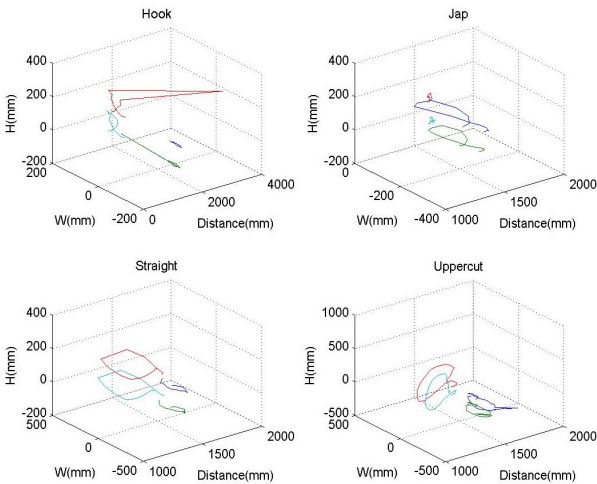 Hook
400
200
0
-200
200
0
-200
0
2000
4000
H(mm)
W(mm)
Distance(mm)
Jap
400
200
0
-200
0
-200
-400
1000
1500
2000
H(mm)
W(mm)
Distance(mm)
Straight
400
200
0
-200
500
0
-500
1000
1500
2000
H(mm)
W(mm)
Distance(mm)
Uppercut
1000
500
0
-500
500
0
-500
1000
1500
2000
H(mm)
W(mm)
Distance(mm)